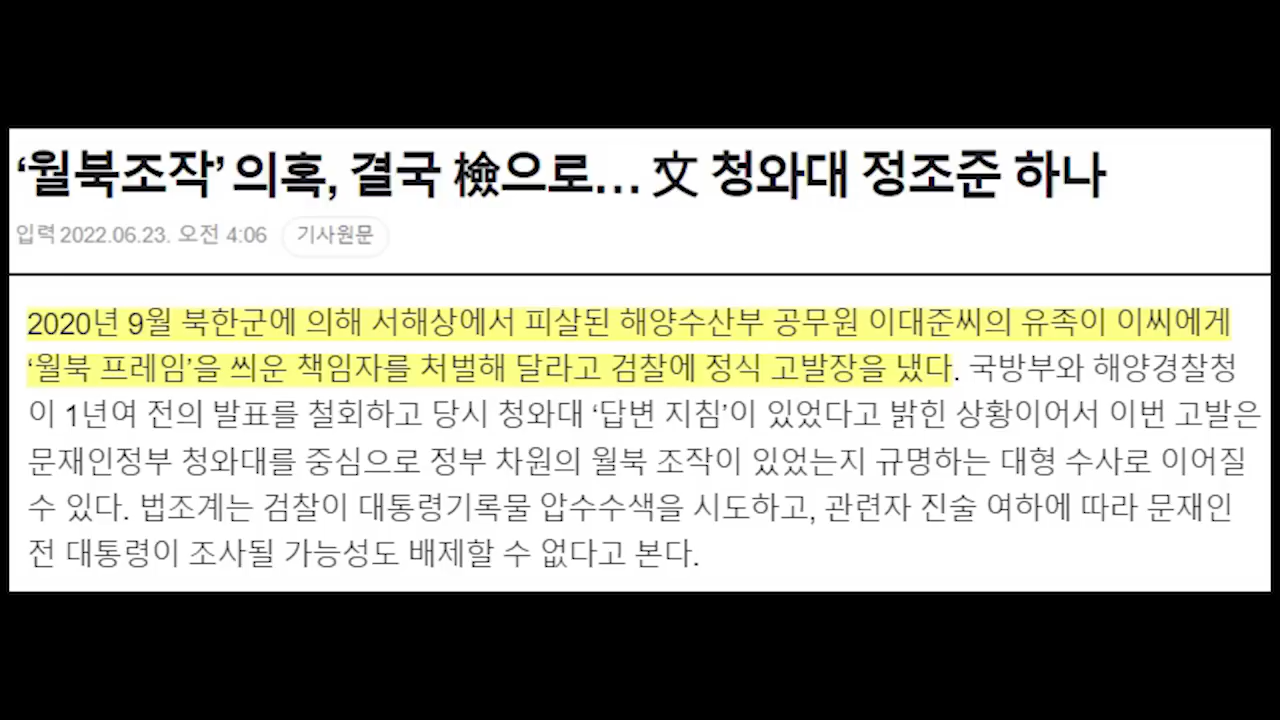 ‘월북조작’ 의혹, 결국 檢으로... 文 청와대 정조준 하나
입력 2022.06.23. 오전 4:06 기사원문
2020년 9월 북한군에 의해 서해상에서 피살된 해양수산부 공무원 이대준씨의 유족이 이씨에게
‘월북 프레임’을 씌운 책임자를 처벌해 달라고 검찰에 정식 고발장을 냈다. 국방부와 해양경찰청
이 1년여 전의 발표를 철회하고 당시 청와대 ‘답변 지침’이 있었다고 밝힌 상황이어서 이번 고발은
문재인정부 청와대를 중심으로 정부 차원의 월북 조작이 있었는지 규명하는 대형 수사로 이어질
수 있다. 법조계는 검찰이 대통령기록물 압수수색을 시도하고, 관련자 진술 여하에 따라 문재인
전 대통령이 조사될 가능성도 배제할 수 없다고 본다.